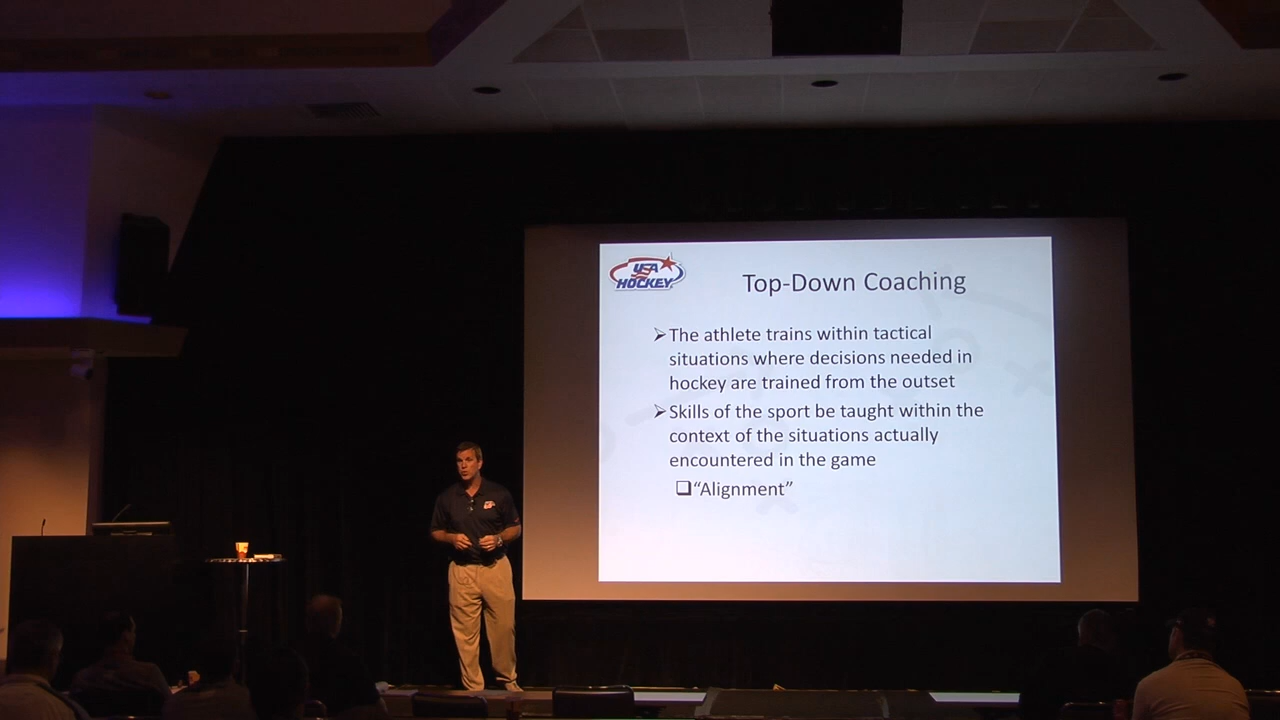 USA
HOCKEY
Top-Down Coaching
The athlete trains within tactical
situations where decisions needed in
hockey are trained from the outset
Skills of the sport be taught within the
context of the situations actually
encountered in the game
“Alignment”